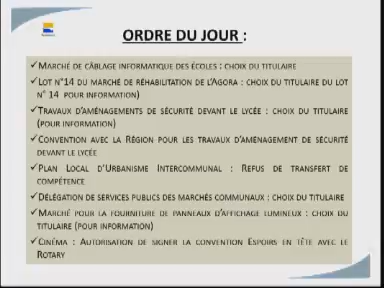 ORDRE DU JOUR :
✓MARCHÉ DE CÂBLAGE INFORMATIQUE DES ÉCOLES : CHOIX DU TITULAIRE
✓LOT N°14 DU MARCHÉ DE RÉHABILITATION DE L'AGORA : CHOIX DU TITULAIRE DU LOT
N° 14 POUR INFORMATION)
✓TRAVAUX D'AMÉNAGEMENTS DE SÉCURITÉ DEVANT LE LYCÉE : CHOIX DU TITULAIRE
(POUR INFORMATION)
✓CONVENTION AVEC LA RÉGION POUR LES TRAVAUX D'AMÉNAGEMENT DE SÉCURITÉ
DEVANT LE LYCÉE
✓PLAN LOCAL D'URBANISME INTERCOMMUNAL : REFUS DE TRANSFERT DE
COMPÉTENCE
✓DÉLÉGATION DE SERVICES PUBLICS DES MARCHÉS COMMUNAUX : CHOIX DU TITULAIRE
✓MARCHÉ POUR LA FOURNITURE DE PANNEAUX D'AFFICHAGE LUMINEUX : CHOIX DU
TITULAIRE (POUR INFORMATION)
✓CINÉMA : AUTORISATION DE SIGNER LA CONVENTION ESPOIRS EN TÊTE AVEC LE
ROTARY